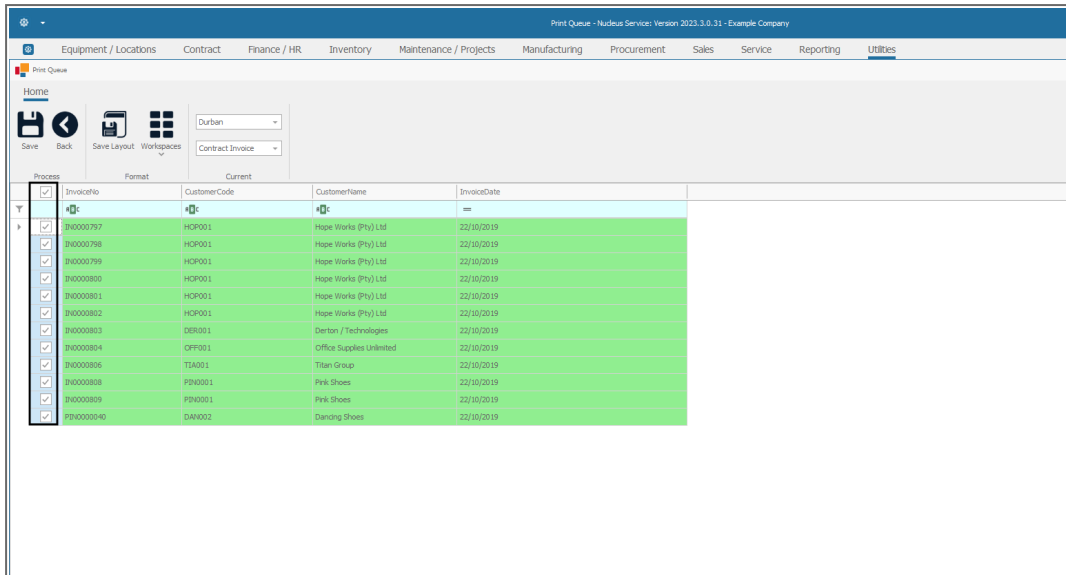 Print Queue - Nucleus Service: Version 2023.3.0.31 - Example Company
Equipment / Locations Contract Finance / HR Inventory Maintenance / Projects Manufacturing Procurement Sales Service Reporting Utilities
Print Queue
Home
Save Back Save Layout Workspaces
Durban
Contract Invoice
Process Format Current
InvoiceNo CustomerCode CustomerName InvoiceDate
IN0000797 HOP001 Hope Works (Pty) Ltd 22/10/2019
IN0000798 HOP001 Hope Works (Pty) Ltd 22/10/2019
IN0000799 HOP001 Hope Works (Pty) Ltd 22/10/2019
IN0000800 HOP001 Hope Works (Pty) Ltd 22/10/2019
IN0000801 HOP001 Hope Works (Pty) Ltd 22/10/2019
IN0000802 HOP001 Hope Works (Pty) Ltd 22/10/2019
IN0000803 DER001 Derton / Technologies 22/10/2019
IN0000804 OFF001 Office Supplies Unlimited 22/10/2019
IN0000806 TIA001 Titan Group 22/10/2019
IN0000808 PIN0001 Pink Shoes 22/10/2019
IN0000809 PIN0001 Pink Shoes 22/10/2019
PIN0000040 DAN002 Dancing Shoes 22/10/2019